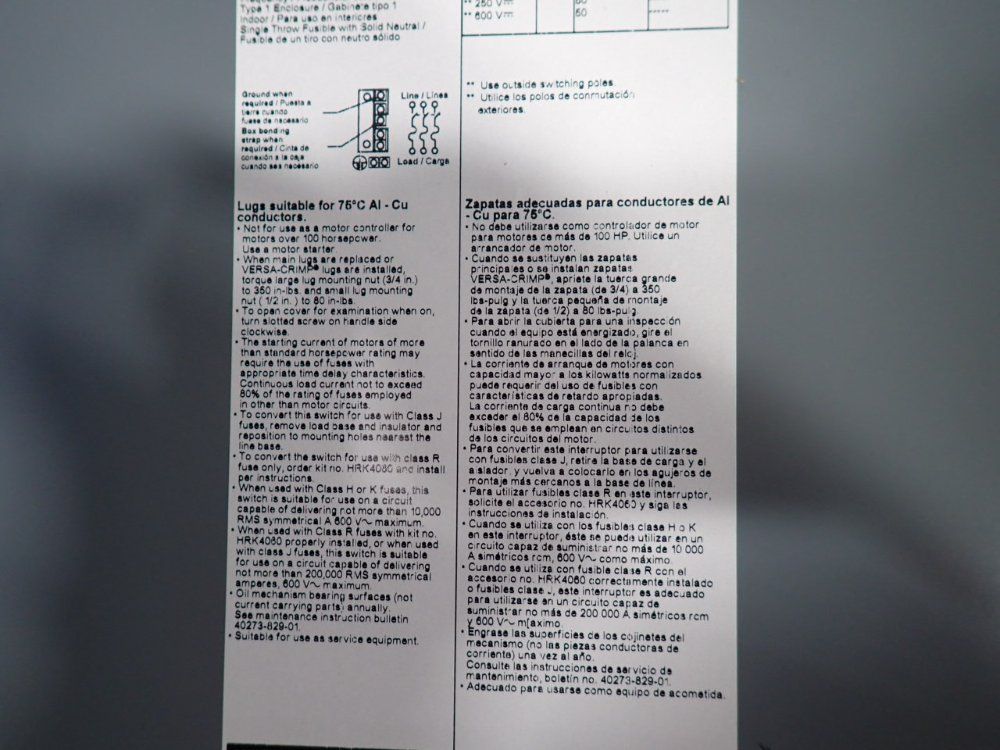 Type 1 Enclosure / Gabinete tipo 1
Indoor / Para uso en interiores
Single Throw Fusible with Solid Neutral /
Fusible de un tiro con neutro sólido
** 250 V
** 600 V
50
-----
** Use outside switching poles.
** Utilice los polos de conmutación
exteriores.
Ground when
required / Puesta a
tierra cuando
fuese de necesario
Box bonding
strap when
required / Cinta de
conexión a la caja
cuando sea necesario
Line / Lines
Load / Carga
Lugs suitable for 75°C Al - Cu
conductors.
• Not for use as a motor controller for
motors over 100 horsepower.
Use a motor starter.
• When main lugs are replaced or
VERSA-CRIMP® lugs are installed,
torque large lug mounting nut (3/4 in.)
to 350 in-lbs. and small lug mounting
nut ( 1/2 in. ) to 80 in-lbs.
• To open cover for examination when on,
turn slotted screw on handle side
clockwise.
• The starting current of motors of more
than standard horsepower rating may
require the use of fuses with
appropriate time delay characteristics.
Continuous load current not to exceed
80% of the rating of fuses employed
in other than motor circuits.
• To convert this switch for use with Class J
fuses, remove load base and insulator and
reposition to mounting holes nearest the
line base.
• To convert the switch for use with class R
fuse only, order kit no. HRK4060 and install
per instructions.
• When used with Class H or K fuses, this
switch is suitable for use on a circuit
capable of delivering not more than 10,000
RMS symmetrical A 600 V~ maximum.
• When used with Class R fuses with kit no.
HRK4060 properly installed, or when used
with class J fuses, this switch is suitable
for use on a circuit capable of delivering
not more than 200,000 RMS symmetrical
amperes, 600 V~ maximum.
• Oil mechanism bearing surfaces (not
current carrying parts) annually.
See maintenance instruction bulletin
40273-829-01.
• Suitable for use as service equipment.
Zapatas adecuadas para conductores de Al
- Cu para 75°C.
• No debe utilizarse como controlador de motor
para motores de más de 100 HP. Utilice un
arrancador de motor.
• Cuando se sustituyen las zapatas
principales o se instalan zapatas
VERSA-CRIMP®, apriete la tuerca grande
de montaje de la zapata (de 3/4) a 350
lbs-pulg y la tuerca pequeña de montaje
de la zapata (de 1/2) a 80 lbs-pulg.
• Para abrir la cubierta para una inspección
cuando el equipo está energizado, gire el
tornillo ranurado en el lado de la palanca en
sentido de las manecillas del reloj.
• La corriente de arranque de motores con
capacidad mayor a los kilowatts normalizados
puede requerir del uso de fusibles con
características de retardo apropiadas.
La corriente de carga continua no debe
exceder el 80% de la capacidad de los
fusibles que se emplean en circuitos distintos
de los circuitos del motor.
• Para convertir este interruptor para utilizarse
con fusibles clase J, retire la base de carga y el
aislador, y vuelva a colocarlo en los agujeros de
montaje más cercanos a la base de línea.
• Para utilizar fusibles clase R en este interruptor,
solicite el accesorio no. HRK4060 y siga las
instrucciones de instalación.
• Cuando se utiliza con los fusibles clase H o K
en este interruptor, éste se puede utilizar en un
circuito capaz de suministrar no más de 10 000
A simétricos rcm, 600 V~ como máximo.
• Cuando se utiliza con fusible clase R con el
accesorio no. HRK4060 correctamente instalado
o fusibles clase J, este interruptor es adecuado
para utilizarse en un circuito capaz de
suministrar no más de 200 000 A simétricos rcm
y 600 V~ m[aximo.
• Engrase las superficies de los cojinetes del
mecanismo (no las piezas conductoras de
corriente) una vez al año.
Consulte las instrucciones de servicio de
mantenimiento, boletín no. 40273-829-01.
• Adecuado para usarse como equipo de acometida.